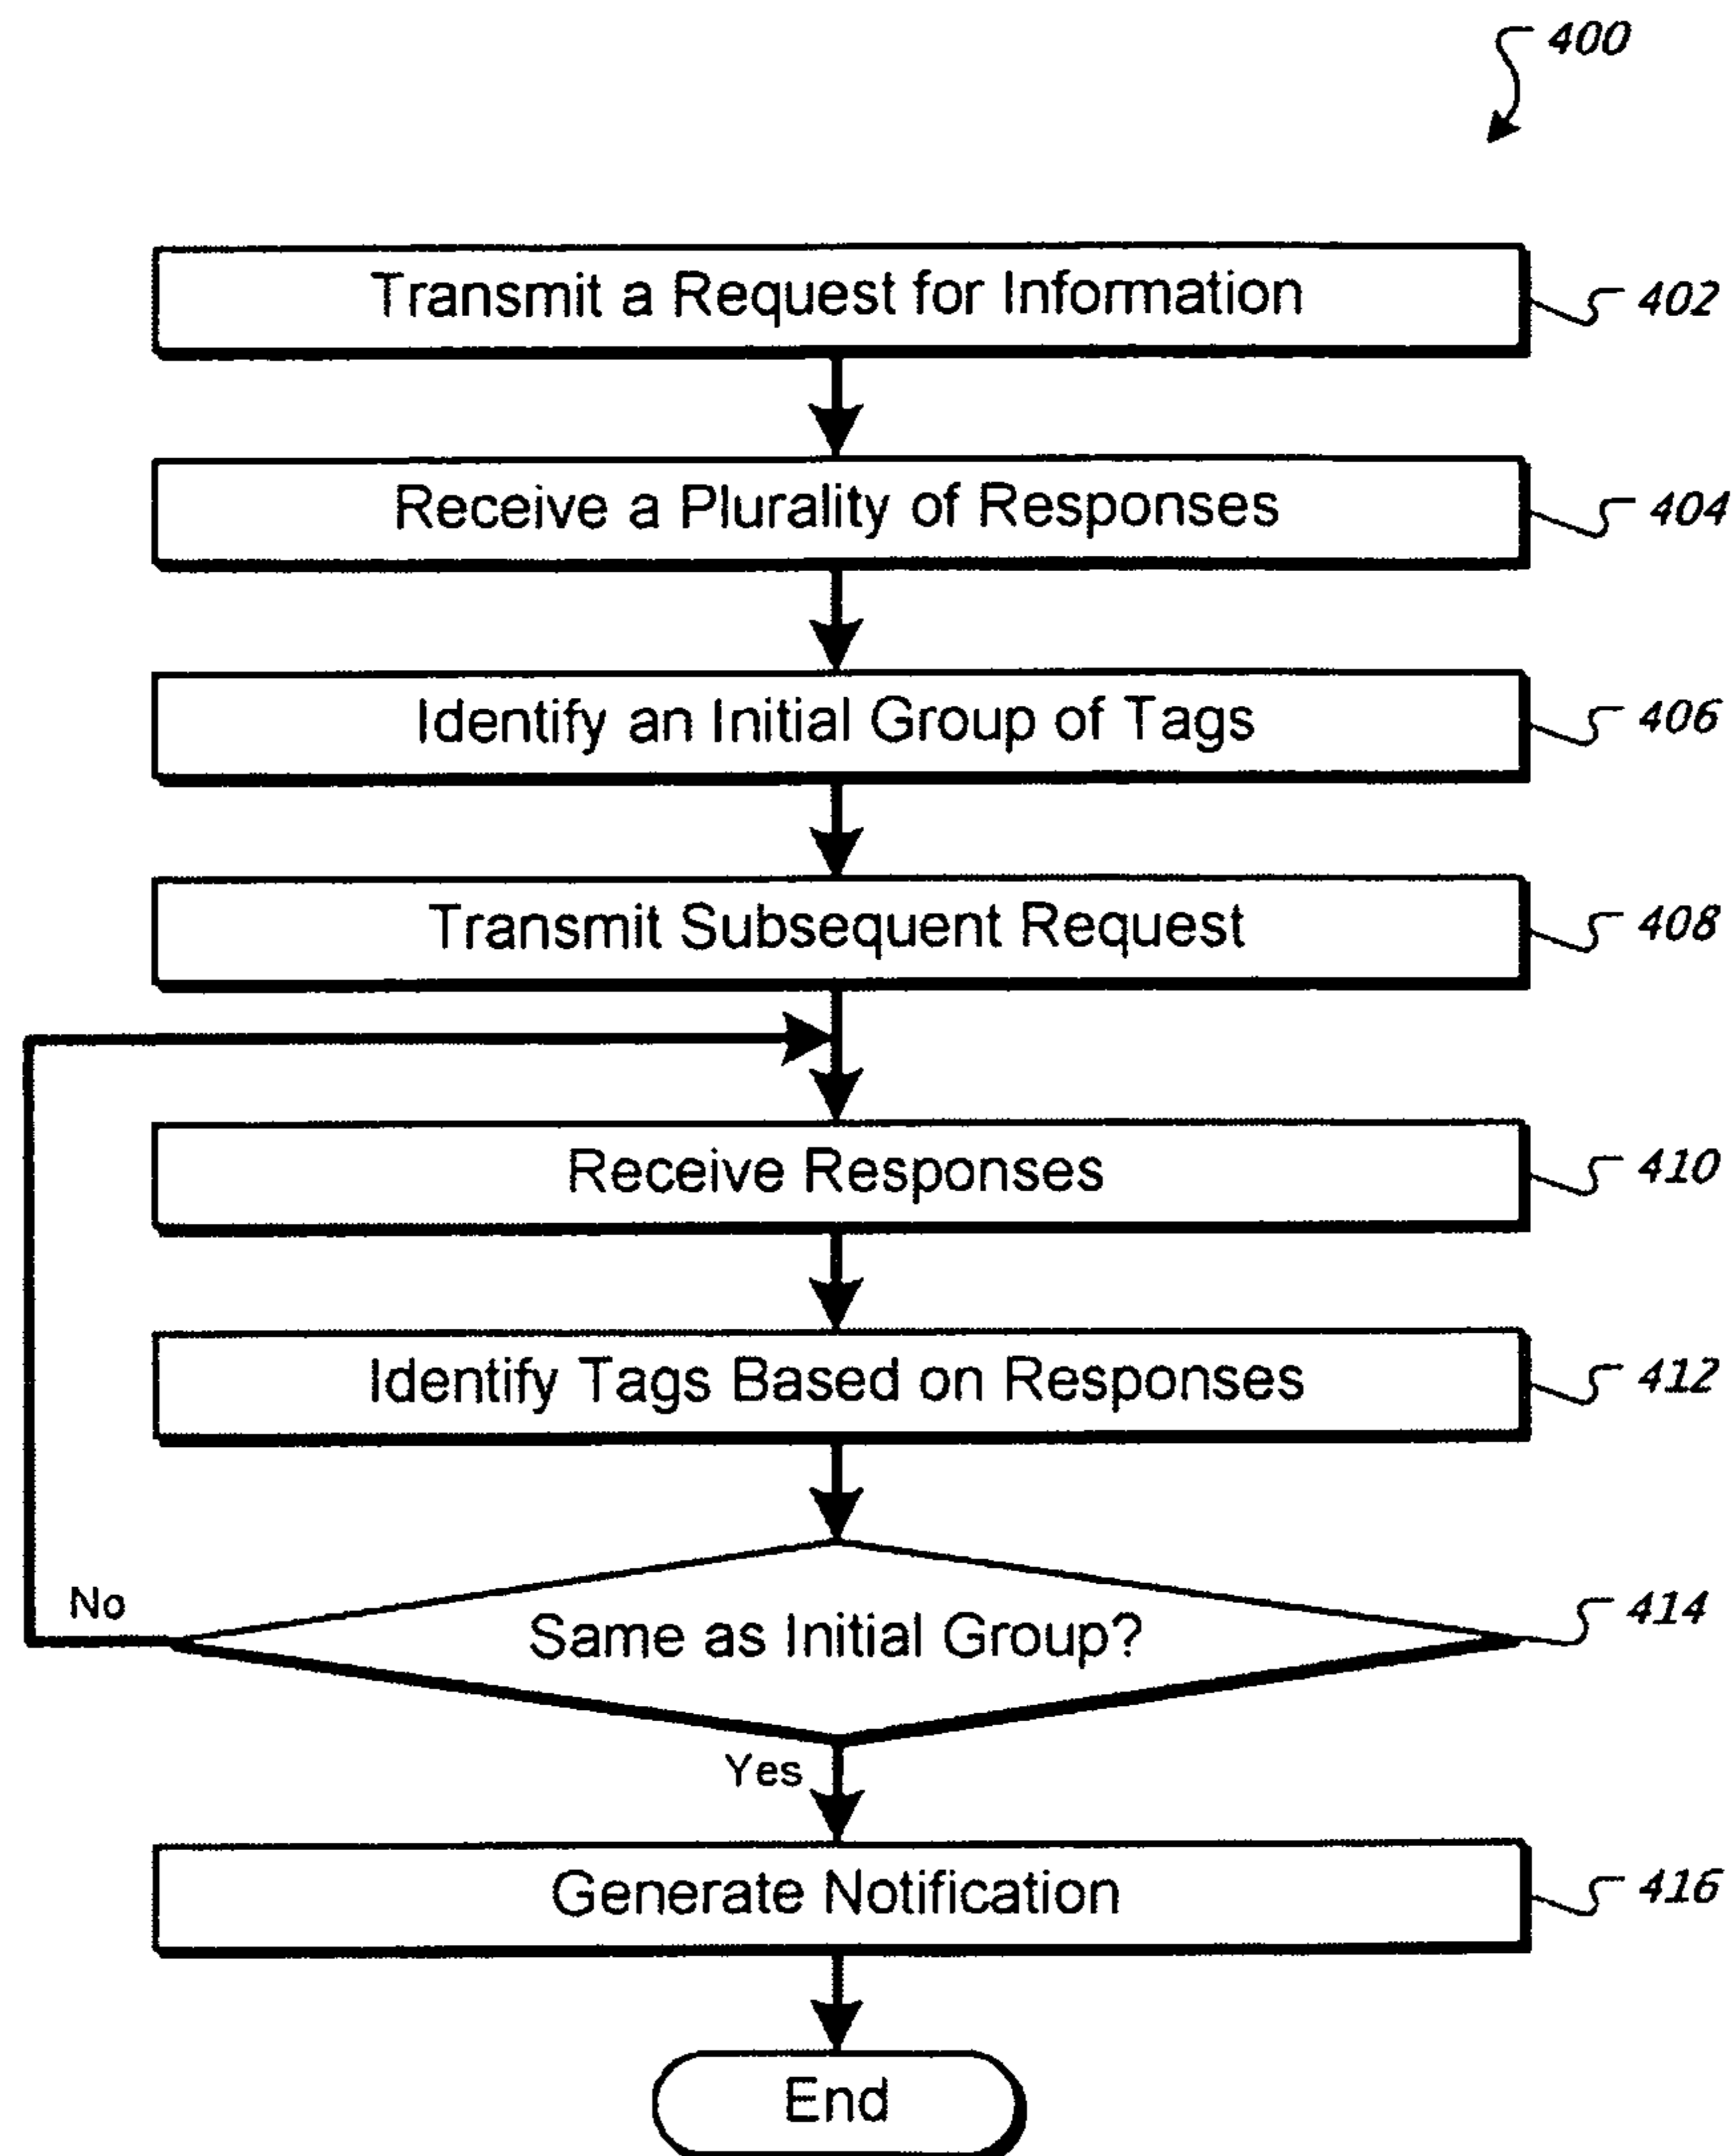 400
Transmit a Request for Information
402
Receive a Plurality of Responses
404
Identify an Initial Group of Tags
406
Transmit Subsequent Request
408
Receive Responses
410
Identify Tags Based on Responses
412
No
Same as Initial Group?
414
Yes
Generate Notification
416
End